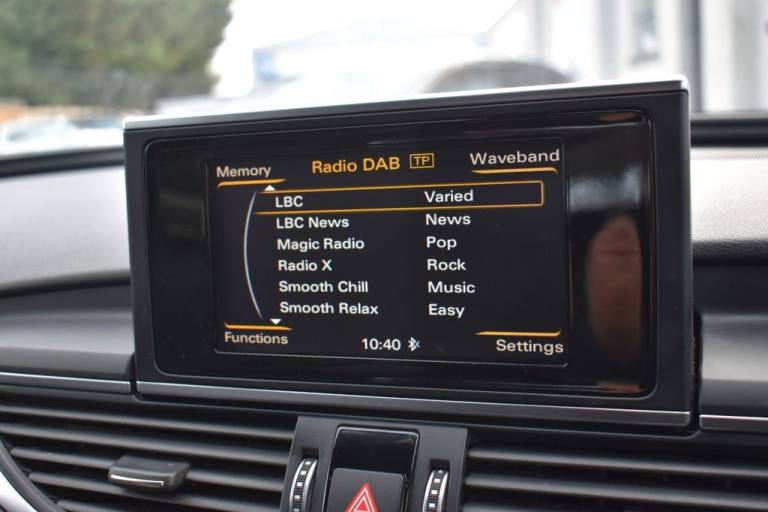 Memory Radio DAB TP Waveband
LBC Varied
LBC News News
Magic Radio Pop
Radio X Rock
Smooth Chill Music
Smooth Relax Easy
Functions 10:40 Settings